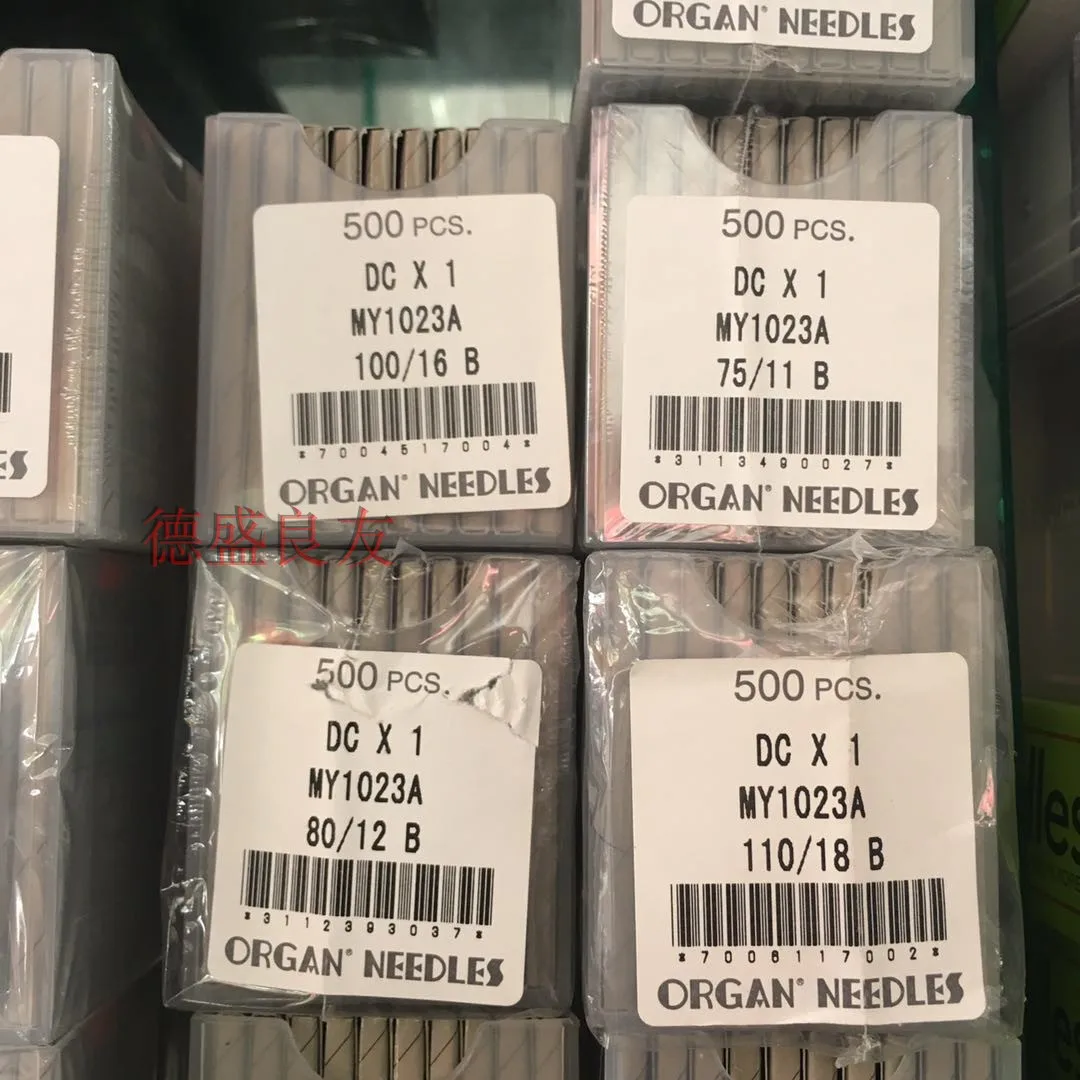 ORGAN® NEEDLES
500 PCS.
DC X 1
MY1023A
100/16 B
*7004517004*
ORGAN® NEEDLES
500 PCS.
DC X 1
MY1023A
75/11 B
*3113490027*
ORGAN® NEEDLES
ES
德盛良友
500 PCS.
DC X 1
MY1023A
80/12 B
*3112393037*
ORGAN® NEEDLES
500 PCS.
DC X 1
MY1023A
110/18 B
*7006117002*
ORGAN® NEEDLES